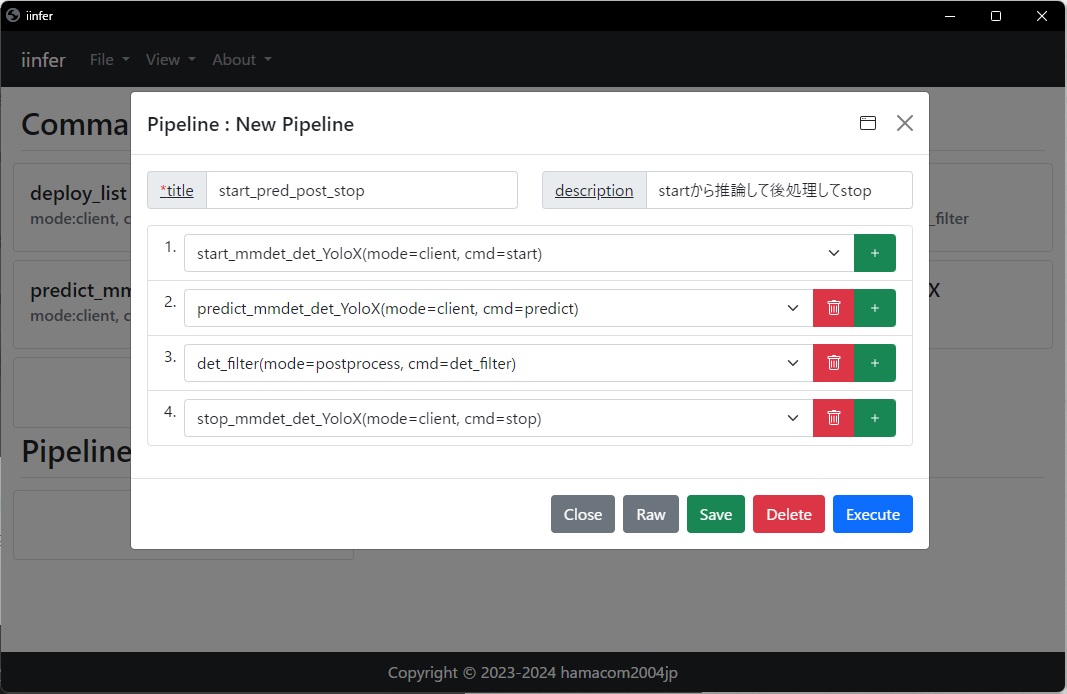 iinfer
iinfer File View About
Comma
Pipeline : New Pipeline
*title start_pred_post_stop description startから推論して後処理してstop
deploy_list
mode:client, c
_filter
1. start_mmdet_det_YoloX(mode=client, cmd=start) +
predict_mm
mode:client, c
X
2. predict_mmdet_det_YoloX(mode=client, cmd=predict) +
3. det_filter(mode=postprocess, cmd=det_filter) +
4. stop_mmdet_det_YoloX(mode=client, cmd=stop) +
Pipeline
Close Raw Save Delete Execute
Copyright © 2023-2024 hamacom2004jp